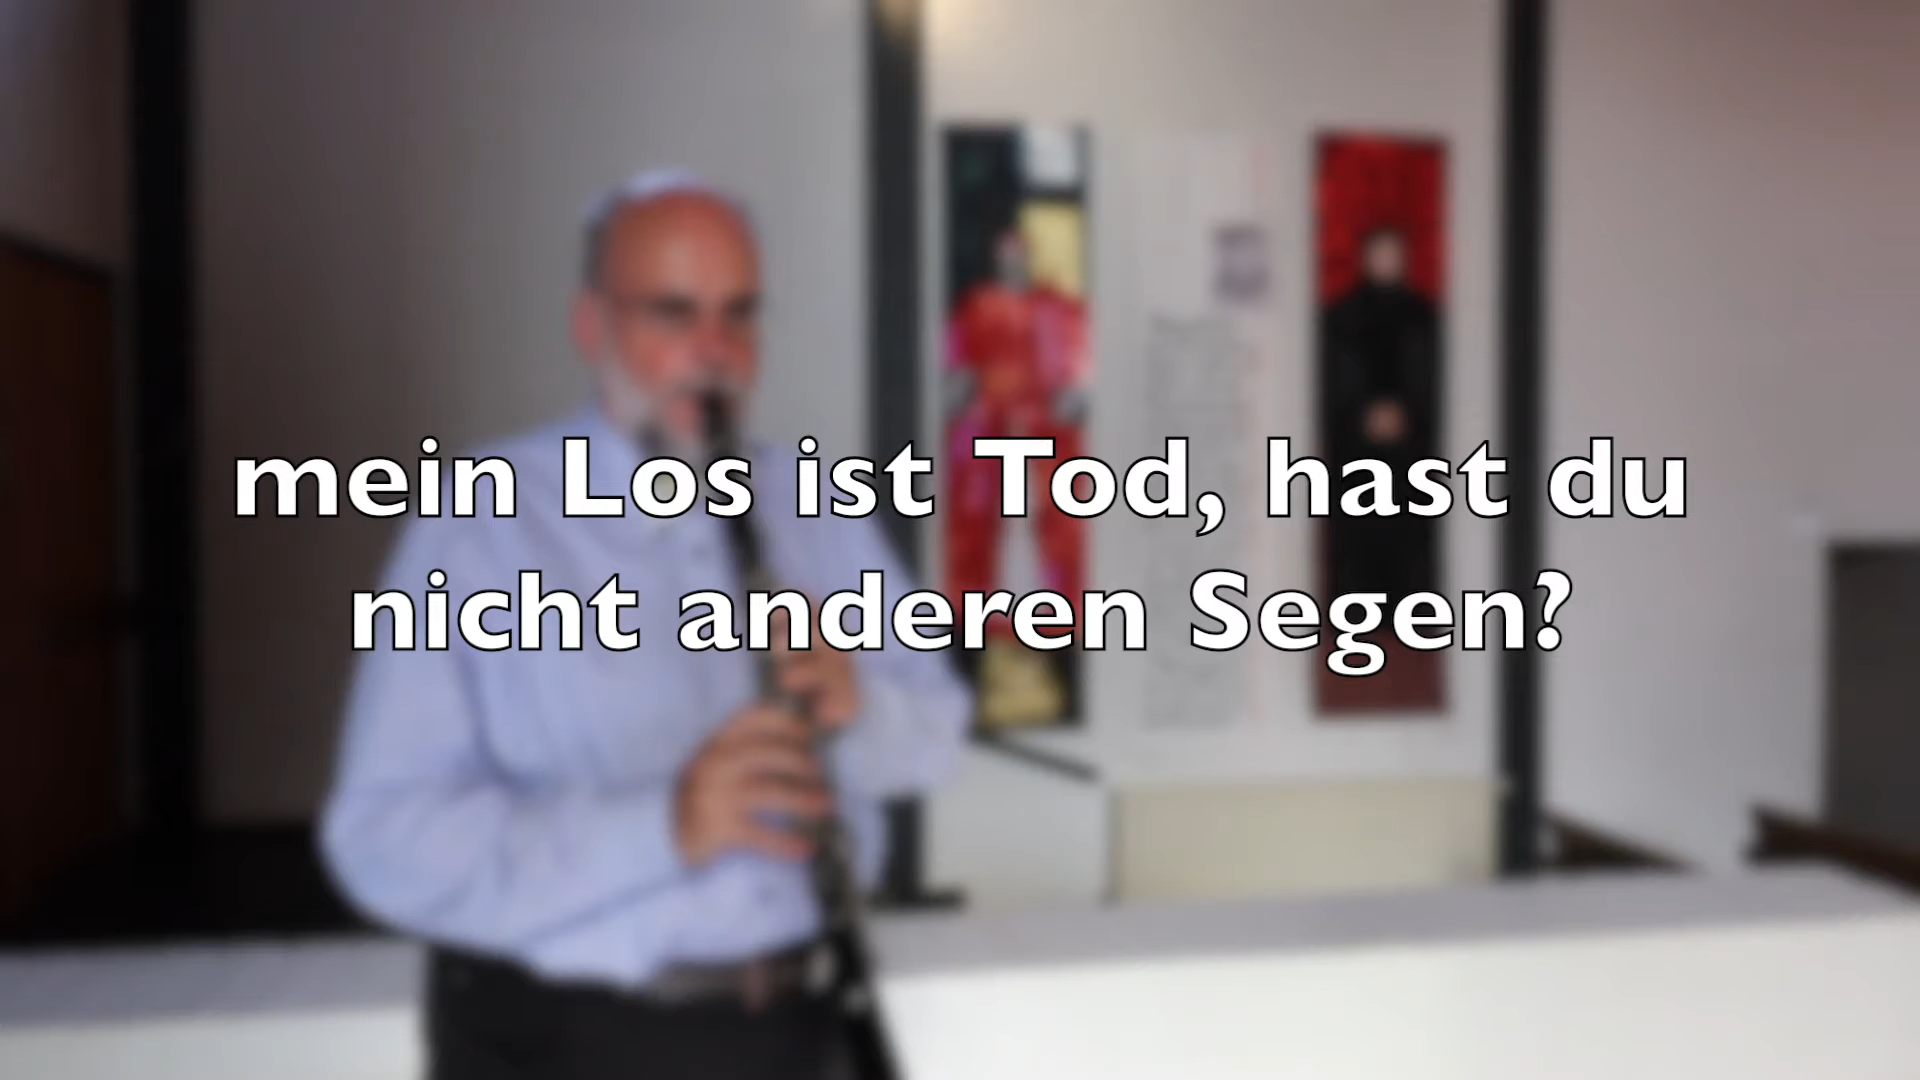 mein Los ist Tod, hast du
nicht anderen Segen?